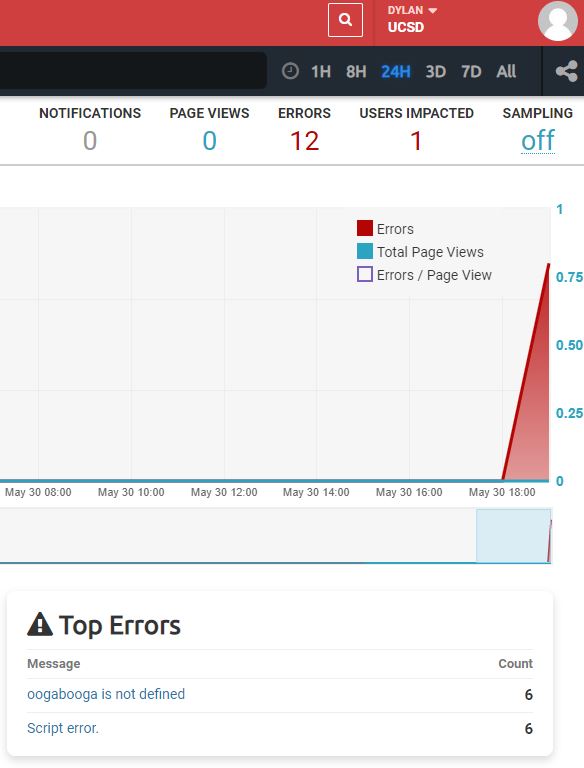 DYLAN
UCSD
1H 8H 24H 3D 7D All
NOTIFICATIONS PAGE VIEWS ERRORS USERS IMPACTED SAMPLING
0 0 12 1 off
1
Errors
Total Page Views
Errors / Page View
0.75
0.50
0.25
0
May 30 08:00 May 30 10:00 May 30 12:00 May 30 14:00 May 30 16:00 May 30 18:00
Top Errors
Message Count
oogabooga is not defined 6
Script error. 6